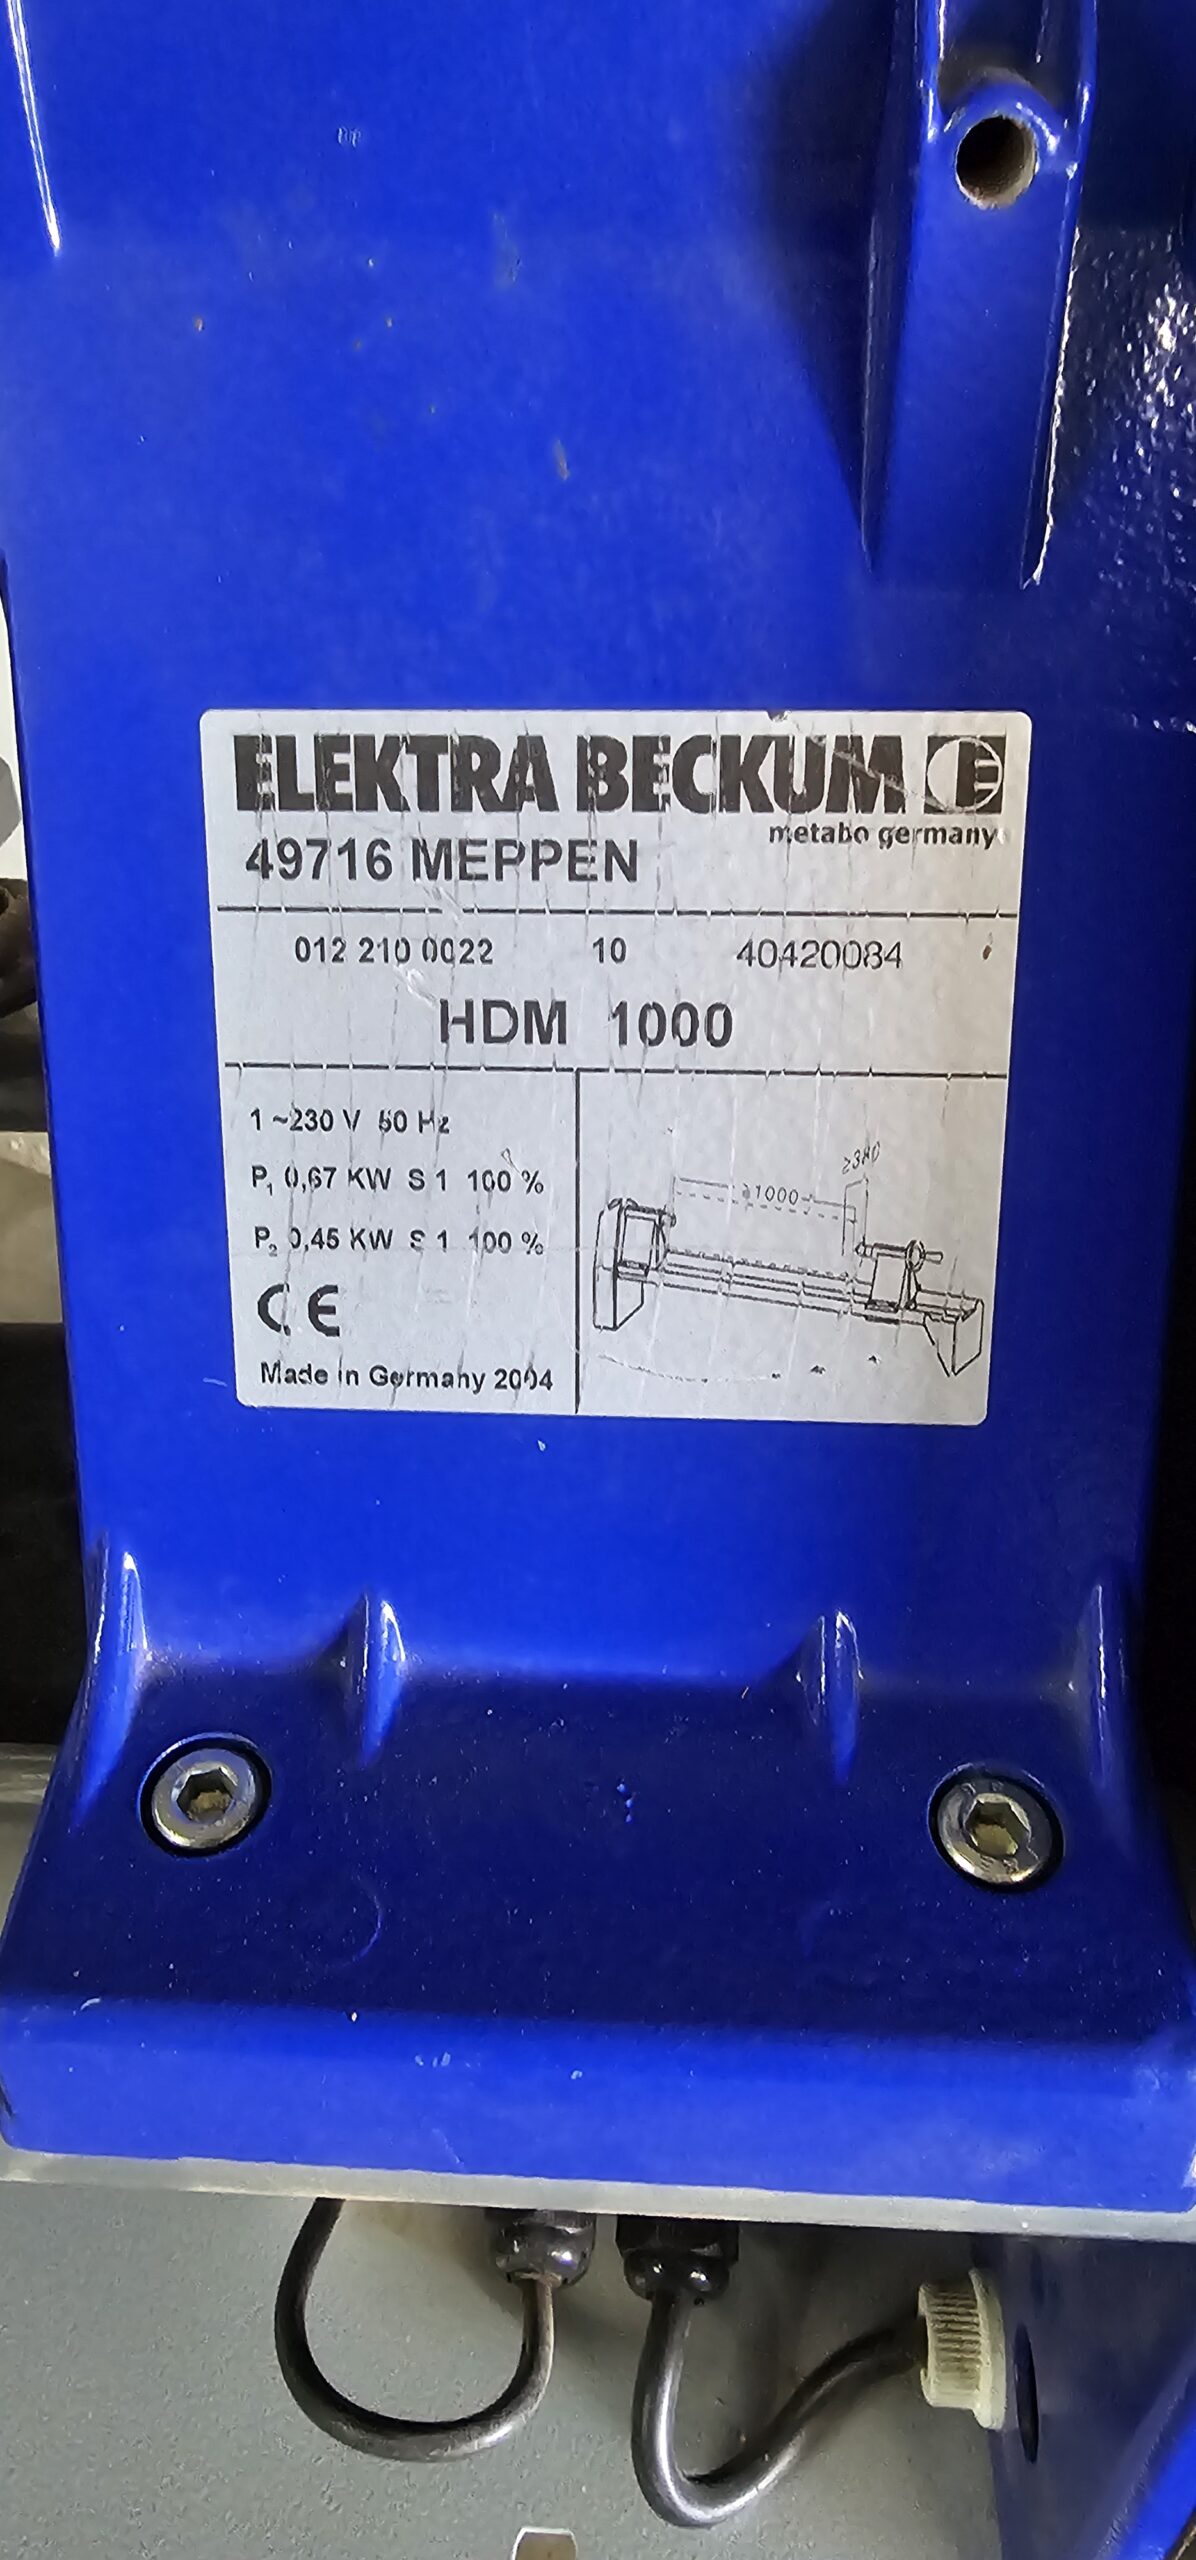 ELEKTRA BECKUM E
metabo germany
49716 MEPPEN
012 210 0022 10 40420084
HDM 1000
1 ~230 V 50 Hz
P1 0,67 KW S 1 100 %
P2 0,45 KW S 1 100 %
CE
Made in Germany 2004
1000